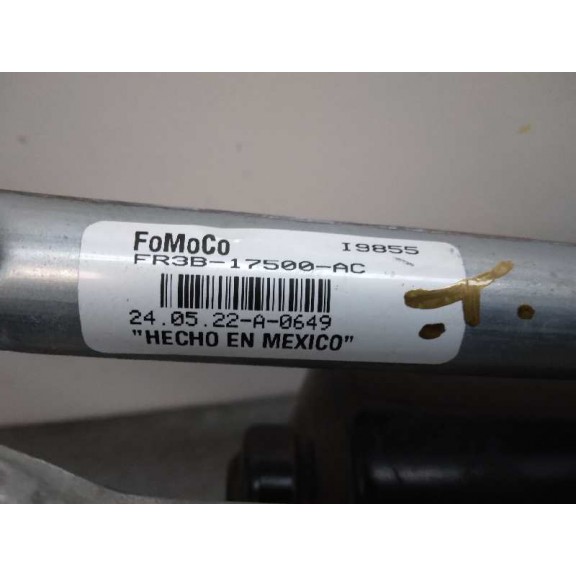 FoMoCo I9855
FR3B-17500-AC
24.05.22-A-0649
"HECHO EN MEXICO"